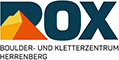 ROX
BOULDER- UND KLETTERZENTRUM
HERRENBERG